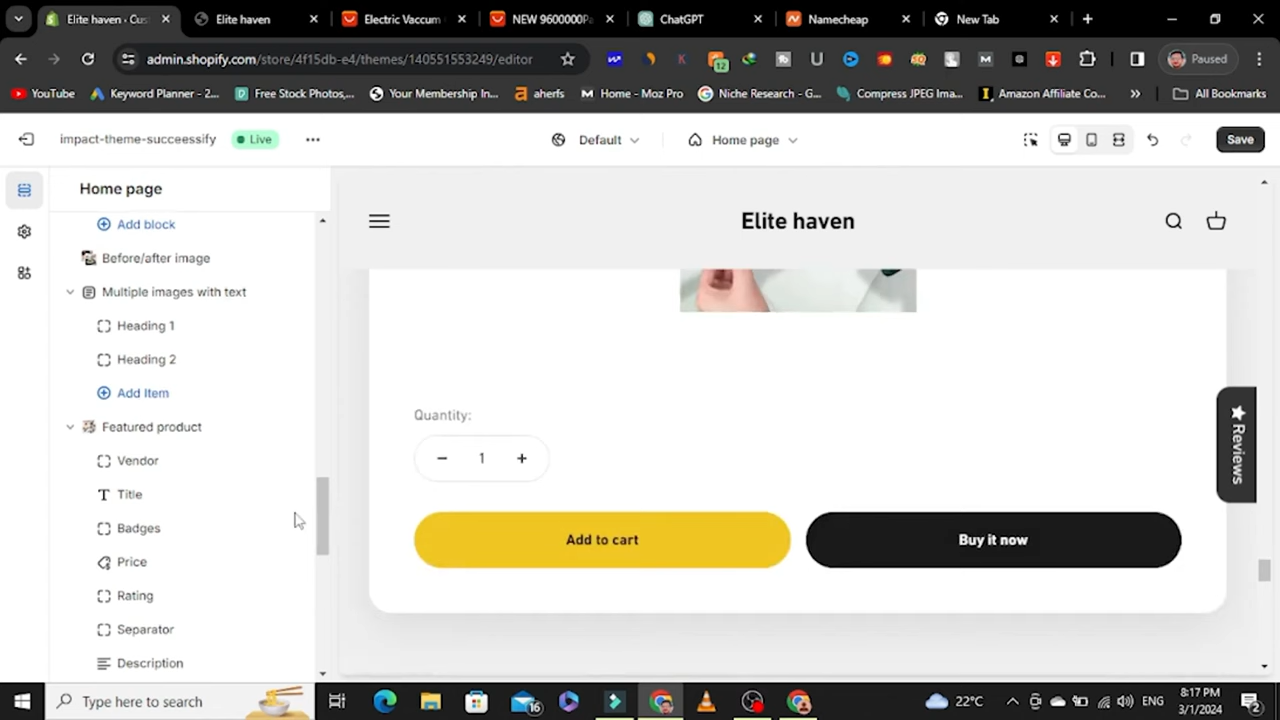 Elite haven · Cus
Elite haven
Electric Vaccum
NEW 9600000Pa
ChatGPT
Namecheap
New Tab
admin.shopify.com/store/4f15db-e4/themes/140551553249/editor
12
Paused
YouTube
Keyword Planner - 2...
Free Stock Photos,...
Your Membership In...
aherfs
Home - Moz Pro
Niche Research - G...
Compress JPEG Ima...
Amazon Affiliate Co...
All Bookmarks
impact-theme-succeessify
Live
Default
Home page
Save
Home page
Add block
Before/after image
Multiple images with text
Heading 1
Heading 2
Add Item
Featured product
Vendor
Title
Badges
Price
Rating
Separator
Description
Elite haven
Quantity:
− 1 +
Add to cart
Buy it now
★ Reviews
Type here to search
16
22°C
ENG
8:17 PM
3/1/2024
2